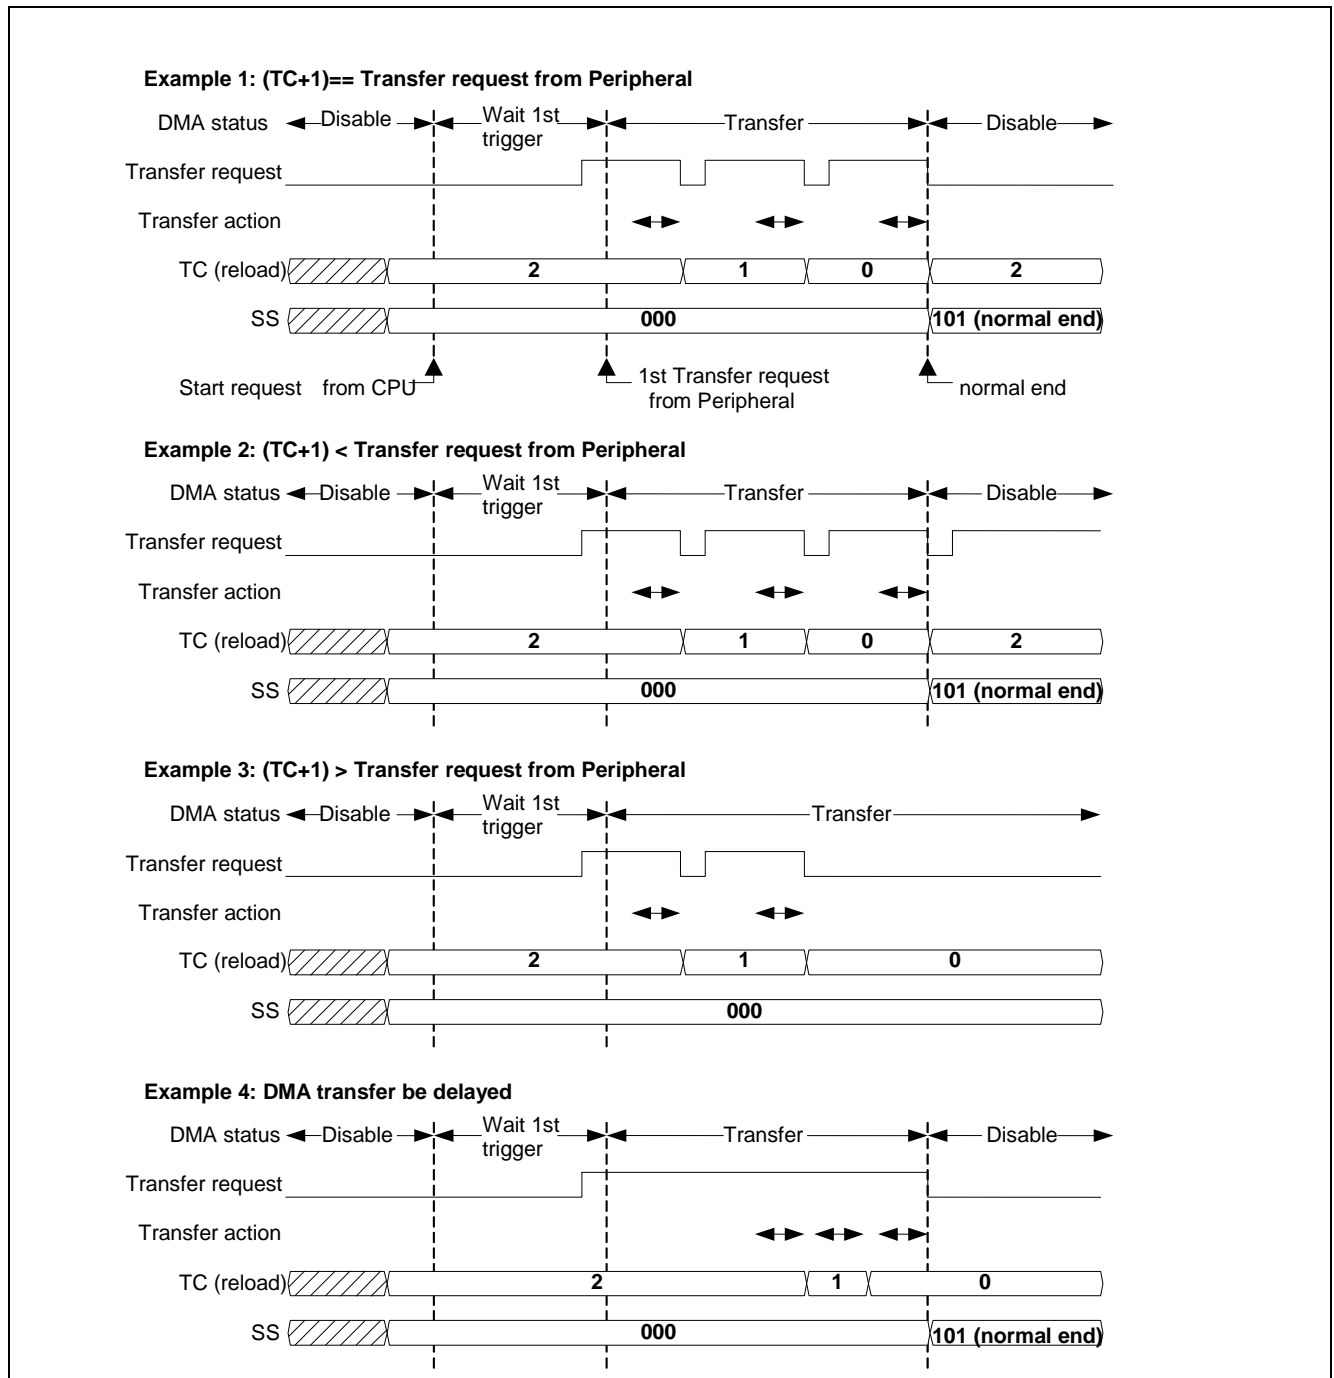 Example 1: (TC+1)== Transfer request from Peripheral
DMA status Disable Wait 1st trigger Transfer Disable
Transfer request
Transfer action
TC (reload) 2 1 0 2
SS 000 101 (normal end)
Start request from CPU 1st Transfer request from Peripheral normal end
Example 2: (TC+1) < Transfer request from Peripheral
DMA status Disable Wait 1st trigger Transfer Disable
Transfer request
Transfer action
TC (reload) 2 1 0 2
SS 000 101 (normal end)
Example 3: (TC+1) > Transfer request from Peripheral
DMA status Disable Wait 1st trigger Transfer
Transfer request
Transfer action
TC (reload) 2 1 0
SS 000
Example 4: DMA transfer be delayed
DMA status Disable Wait 1st trigger Transfer Disable
Transfer request
Transfer action
TC (reload) 2 1 0
SS 000 101 (normal end)